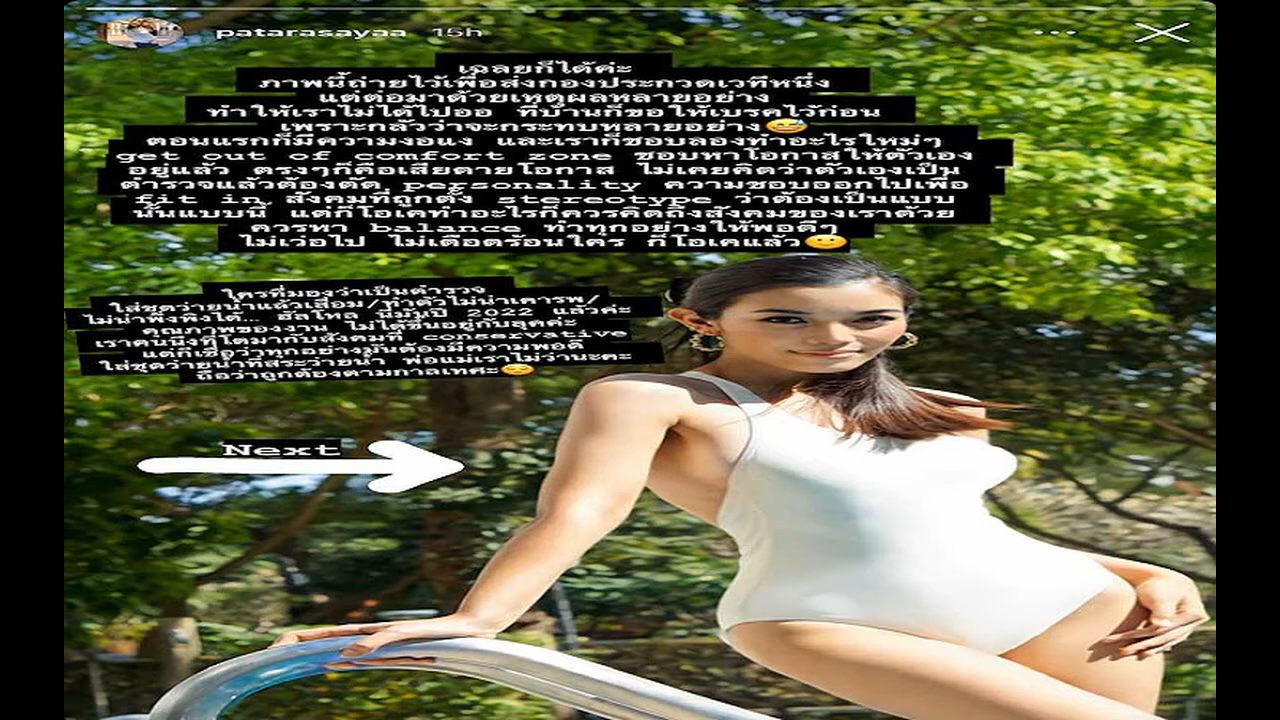 patarasayaa 15h
เฉลยก็ได้ค่ะ
ภาพนี้ถ่ายไว้เพื่อส่งกองประกวดเวทีหนึ่ง
แต่ต่อมาด้วยเหตุผลหลายอย่าง
ทำให้เราไม่ได้ไปออ ที่บ้านก็ขอให้เบรคไว้ก่อน
เพราะกลัวว่าจะกระทบหลายอย่าง😅
ตอนแรกก็มีความงอแง และเราก็ชอบลองทำอะไรใหม่ๆ
get out of comfort zone ชอบหาโอกาสให้ตัวเอง
อยู่แล้ว ตรงๆก็คือเสียดายโอกาส ไม่เคยคิดว่าตัวเองเป็น
ตำรวจแล้วต้องตัด personality ความชอบออกไปเพื่อ
fit in สังคมที่ถูกตั้ง stereotype ว่าต้องเป็นแบบ
นั้นแบบนี้ แต่ก็โอเคทำอะไรก็ควรคิดถึงสังคมของเราด้วย
ควรหา balance ทำทุกอย่างให้พอดีๆ
ไม่เว่อไป ไม่เดือดร้อนใคร ก็โอเคแล้ว🙂
ใครที่มองว่าเป็นตำรวจ
ใส่ชุดว่ายน้ำแล้วเสื่อม/ทำตัวไม่น่าเคารพ/
ไม่น่าพึ่งพิงได้... ฮัลโหล นี่มันปี 2022 แล้วค่ะ
คุณภาพของงาน ไม่ได้ขึ้นอยู่กับลุคค่ะ
เราคนนึงที่โตมากับสังคมที่ conservative
แต่ก็เชื่อว่าทุกอย่างมันต้องมีความพอดี
ใส่ชุดว่ายน้ำที่สระว่ายน้ำ พ่อแม่เราไม่ว่านะคะ
ถือว่าถูกต้องตามกาลเทศะ😌
Next